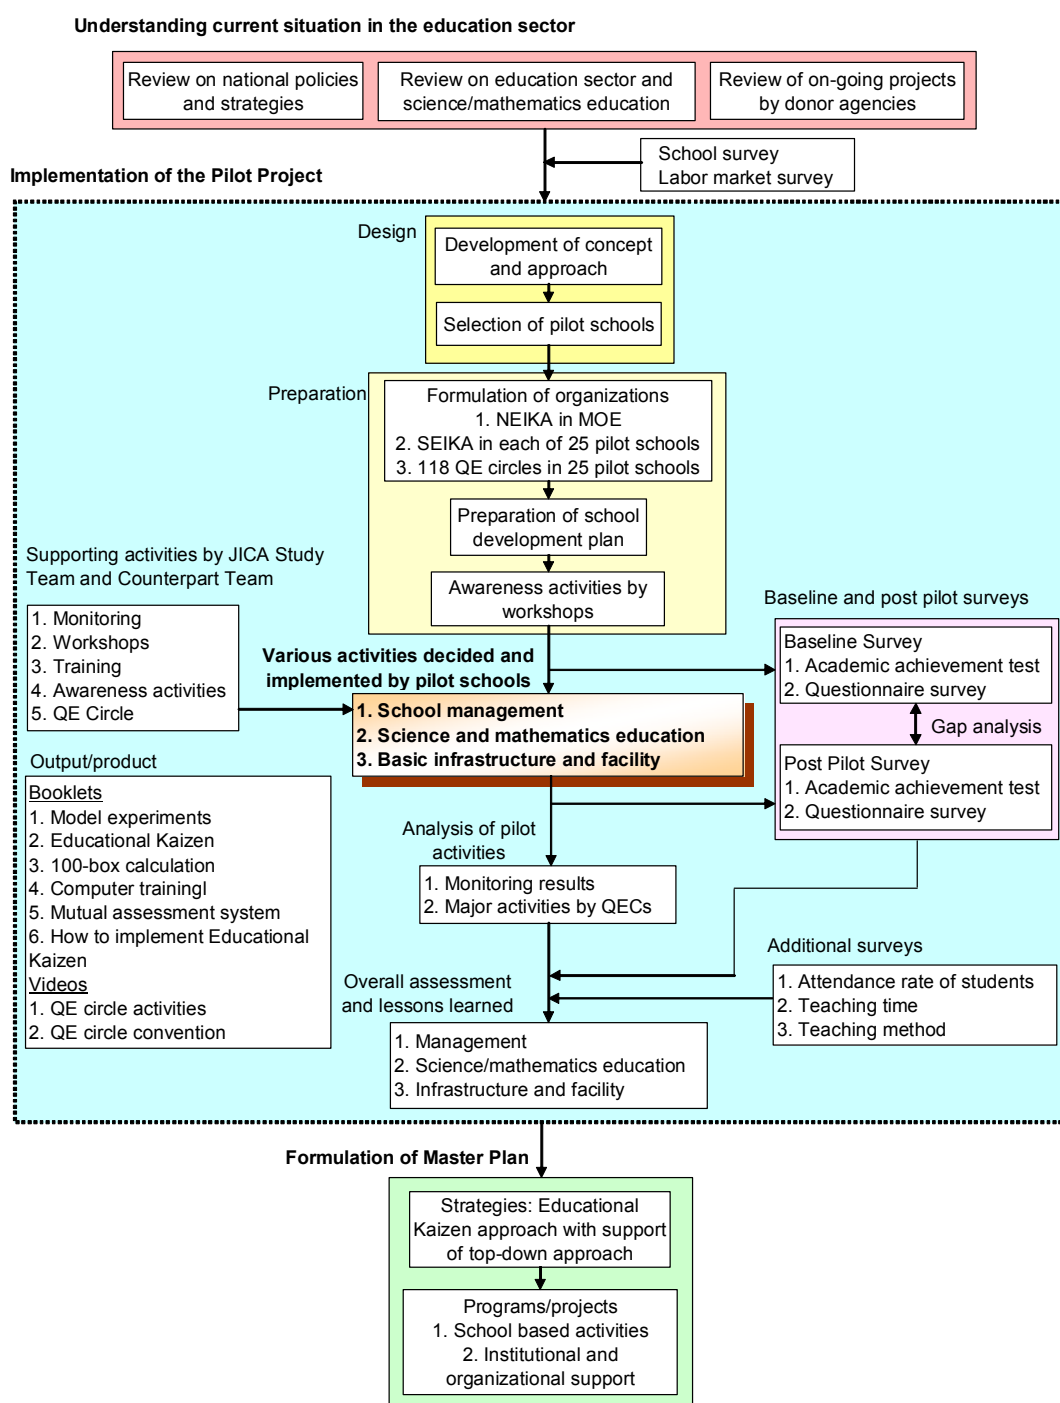 Understanding current situation in the education sector
Review on national policies
and strategies
Review on education sector and
science/mathematics education
Review of on-going projects
by donor agencies
School survey
Labor market survey
Implementation of the Pilot Project
Design
Development of concept
and approach
Selection of pilot schools
Preparation
Formulation of organizations
1. NEIKA in MOE
2. SEIKA in each of 25 pilot schools
3. 118 QE circles in 25 pilot schools
Preparation of school
development plan
Awareness activities by
workshops
Supporting activities by JICA Study
Team and Counterpart Team
1. Monitoring
2. Workshops
3. Training
4. Awareness activities
5. QE Circle
Various activities decided and
implemented by pilot schools
1. School management
2. Science and mathematics education
3. Basic infrastructure and facility
Baseline and post pilot surveys
Baseline Survey
1. Academic achievement test
2. Questionnaire survey
Gap analysis
Post Pilot Survey
1. Academic achievement test
2. Questionnaire survey
Output/product
Booklets
1. Model experiments
2. Educational Kaizen
3. 100-box calculation
4. Computer trainingl
5. Mutual assessment system
6. How to implement Educational
Kaizen
Videos
1. QE circle activities
2. QE circle convention
Analysis of pilot
activities
1. Monitoring results
2. Major activities by QECs
Additional surveys
1. Attendance rate of students
2. Teaching time
3. Teaching method
Overall assessment
and lessons learned
1. Management
2. Science/mathematics education
3. Infrastructure and facility
Formulation of Master Plan
Strategies: Educational
Kaizen approach with support
of top-down approach
Programs/projects
1. School based activities
2. Institutional and
organizational support